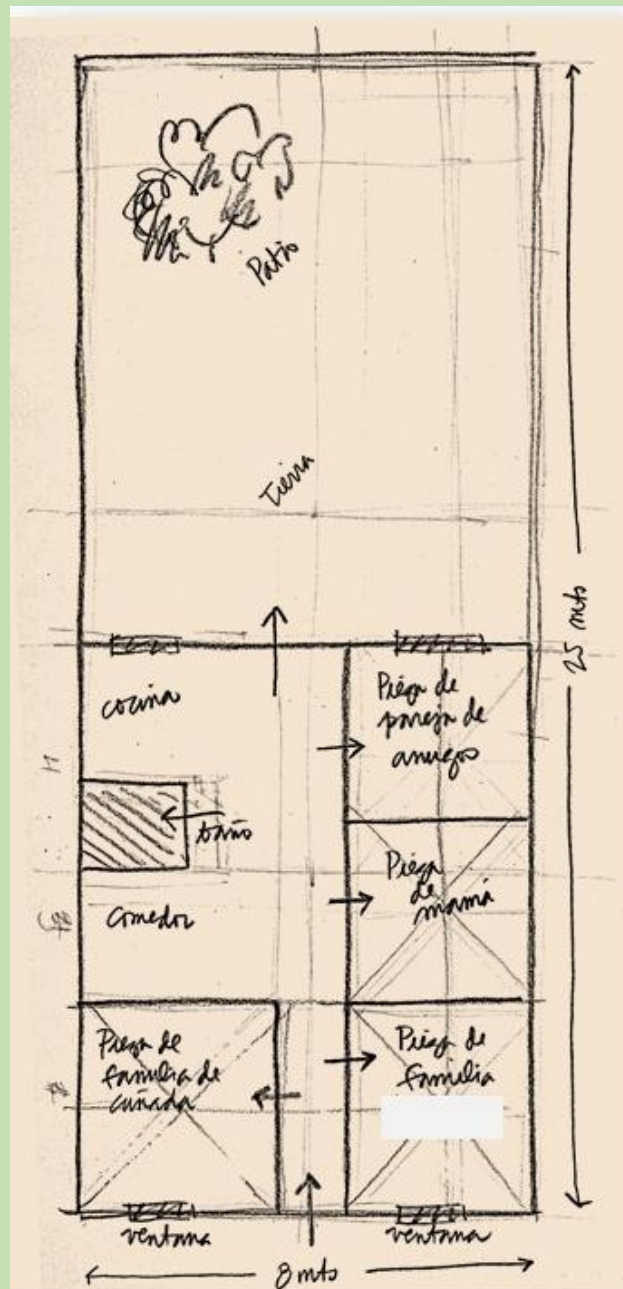 Patio
Tierra
25 mts
cocina
Pieza de
pareja de
amigos
baño
Pieza
de
mamá
Comedor
Pieza de
familia de
cuñada
Pieza de
familia
ventana
ventana
8 mts